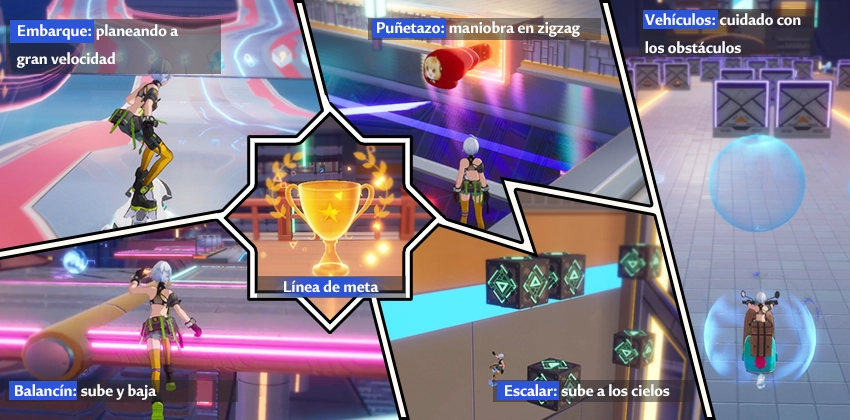 Embarque: planeando a
gran velocidad
Puñetazo: maniobra en zigzag
Vehículos: cuidado con
los obstáculos
Línea de meta
Balancín: sube y baja
Escalar: sube a los cielos